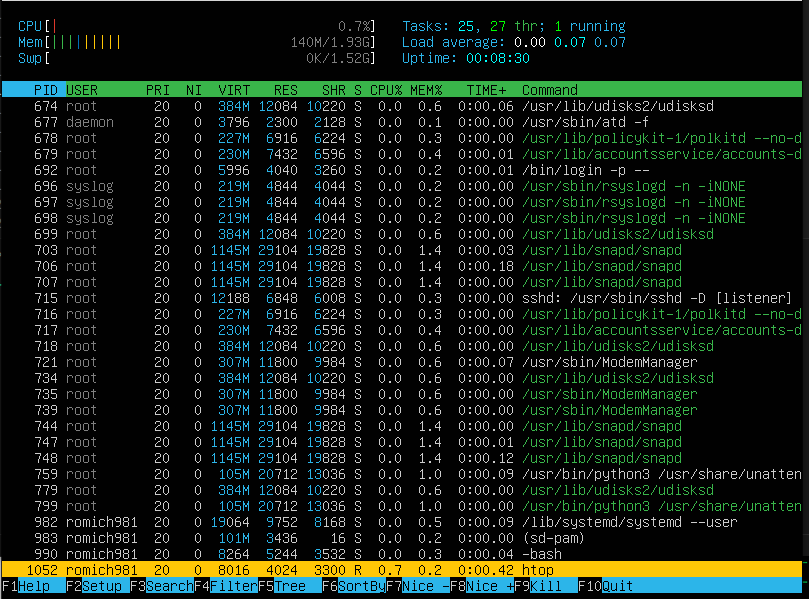 CPU[| 0.7%] Tasks: 25, 27 thr; 1 running
Mem[||||||||| 140M/1.93G] Load average: 0.00 0.07 0.07
Swp[ 0K/1.52G] Uptime: 00:08:30
PID USER PRI NI VIRT RES SHR S CPU% MEM% TIME+ Command
674 root 20 0 384M 12084 10220 S 0.0 0.6 0:00.06 /usr/lib/udisks2/udisksd
677 daemon 20 0 3796 2300 2128 S 0.0 0.1 0:00.00 /usr/sbin/atd -f
678 root 20 0 227M 6916 6224 S 0.0 0.3 0:00.00 /usr/lib/policykit-1/polkitd --no-d
679 root 20 0 230M 7432 6596 S 0.0 0.4 0:00.01 /usr/lib/accountsservice/accounts-d
692 root 20 0 5996 4040 3260 S 0.0 0.2 0:00.01 /bin/login -p --
696 syslog 20 0 219M 4844 4044 S 0.0 0.2 0:00.00 /usr/sbin/rsyslogd -n -iNONE
697 syslog 20 0 219M 4844 4044 S 0.0 0.2 0:00.00 /usr/sbin/rsyslogd -n -iNONE
698 syslog 20 0 219M 4844 4044 S 0.0 0.2 0:00.00 /usr/sbin/rsyslogd -n -iNONE
699 root 20 0 384M 12084 10220 S 0.0 0.6 0:00.00 /usr/lib/udisks2/udisksd
703 root 20 0 1145M 29104 19828 S 0.0 1.4 0:00.03 /usr/lib/snapd/snapd
706 root 20 0 1145M 29104 19828 S 0.0 1.4 0:00.18 /usr/lib/snapd/snapd
707 root 20 0 1145M 29104 19828 S 0.0 1.4 0:00.00 /usr/lib/snapd/snapd
715 root 20 0 12188 6848 6008 S 0.0 0.3 0:00.00 sshd: /usr/sbin/sshd -D [listener]
716 root 20 0 227M 6916 6224 S 0.0 0.3 0:00.00 /usr/lib/policykit-1/polkitd --no-d
717 root 20 0 230M 7432 6596 S 0.0 0.4 0:00.00 /usr/lib/accountsservice/accounts-d
718 root 20 0 384M 12084 10220 S 0.0 0.6 0:00.00 /usr/lib/udisks2/udisksd
721 root 20 0 307M 11800 9984 S 0.0 0.6 0:00.07 /usr/sbin/ModemManager
734 root 20 0 384M 12084 10220 S 0.0 0.6 0:00.00 /usr/lib/udisks2/udisksd
735 root 20 0 307M 11800 9984 S 0.0 0.6 0:00.00 /usr/sbin/ModemManager
739 root 20 0 307M 11800 9984 S 0.0 0.6 0:00.00 /usr/sbin/ModemManager
744 root 20 0 1145M 29104 19828 S 0.0 1.4 0:00.00 /usr/lib/snapd/snapd
747 root 20 0 1145M 29104 19828 S 0.0 1.4 0:00.01 /usr/lib/snapd/snapd
748 root 20 0 1145M 29104 19828 S 0.0 1.4 0:00.12 /usr/lib/snapd/snapd
759 root 20 0 105M 20712 13036 S 0.0 1.0 0:00.09 /usr/bin/python3 /usr/share/unatten
779 root 20 0 384M 12084 10220 S 0.0 0.6 0:00.00 /usr/lib/udisks2/udisksd
799 root 20 0 105M 20712 13036 S 0.0 1.0 0:00.00 /usr/bin/python3 /usr/share/unatten
982 romich981 20 0 19064 9752 8168 S 0.0 0.5 0:00.09 /lib/systemd/systemd --user
983 romich981 20 0 101M 3436 16 S 0.0 0.2 0:00.00 (sd-pam)
990 romich981 20 0 8264 5244 3532 S 0.0 0.3 0:00.04 -bash
1052 romich981 20 0 8016 4024 3300 R 0.7 0.2 0:00.42 htop
F1Help F2Setup F3SearchF4FilterF5Tree F6SortByF7Nice -F8Nice +F9Kill F10Quit